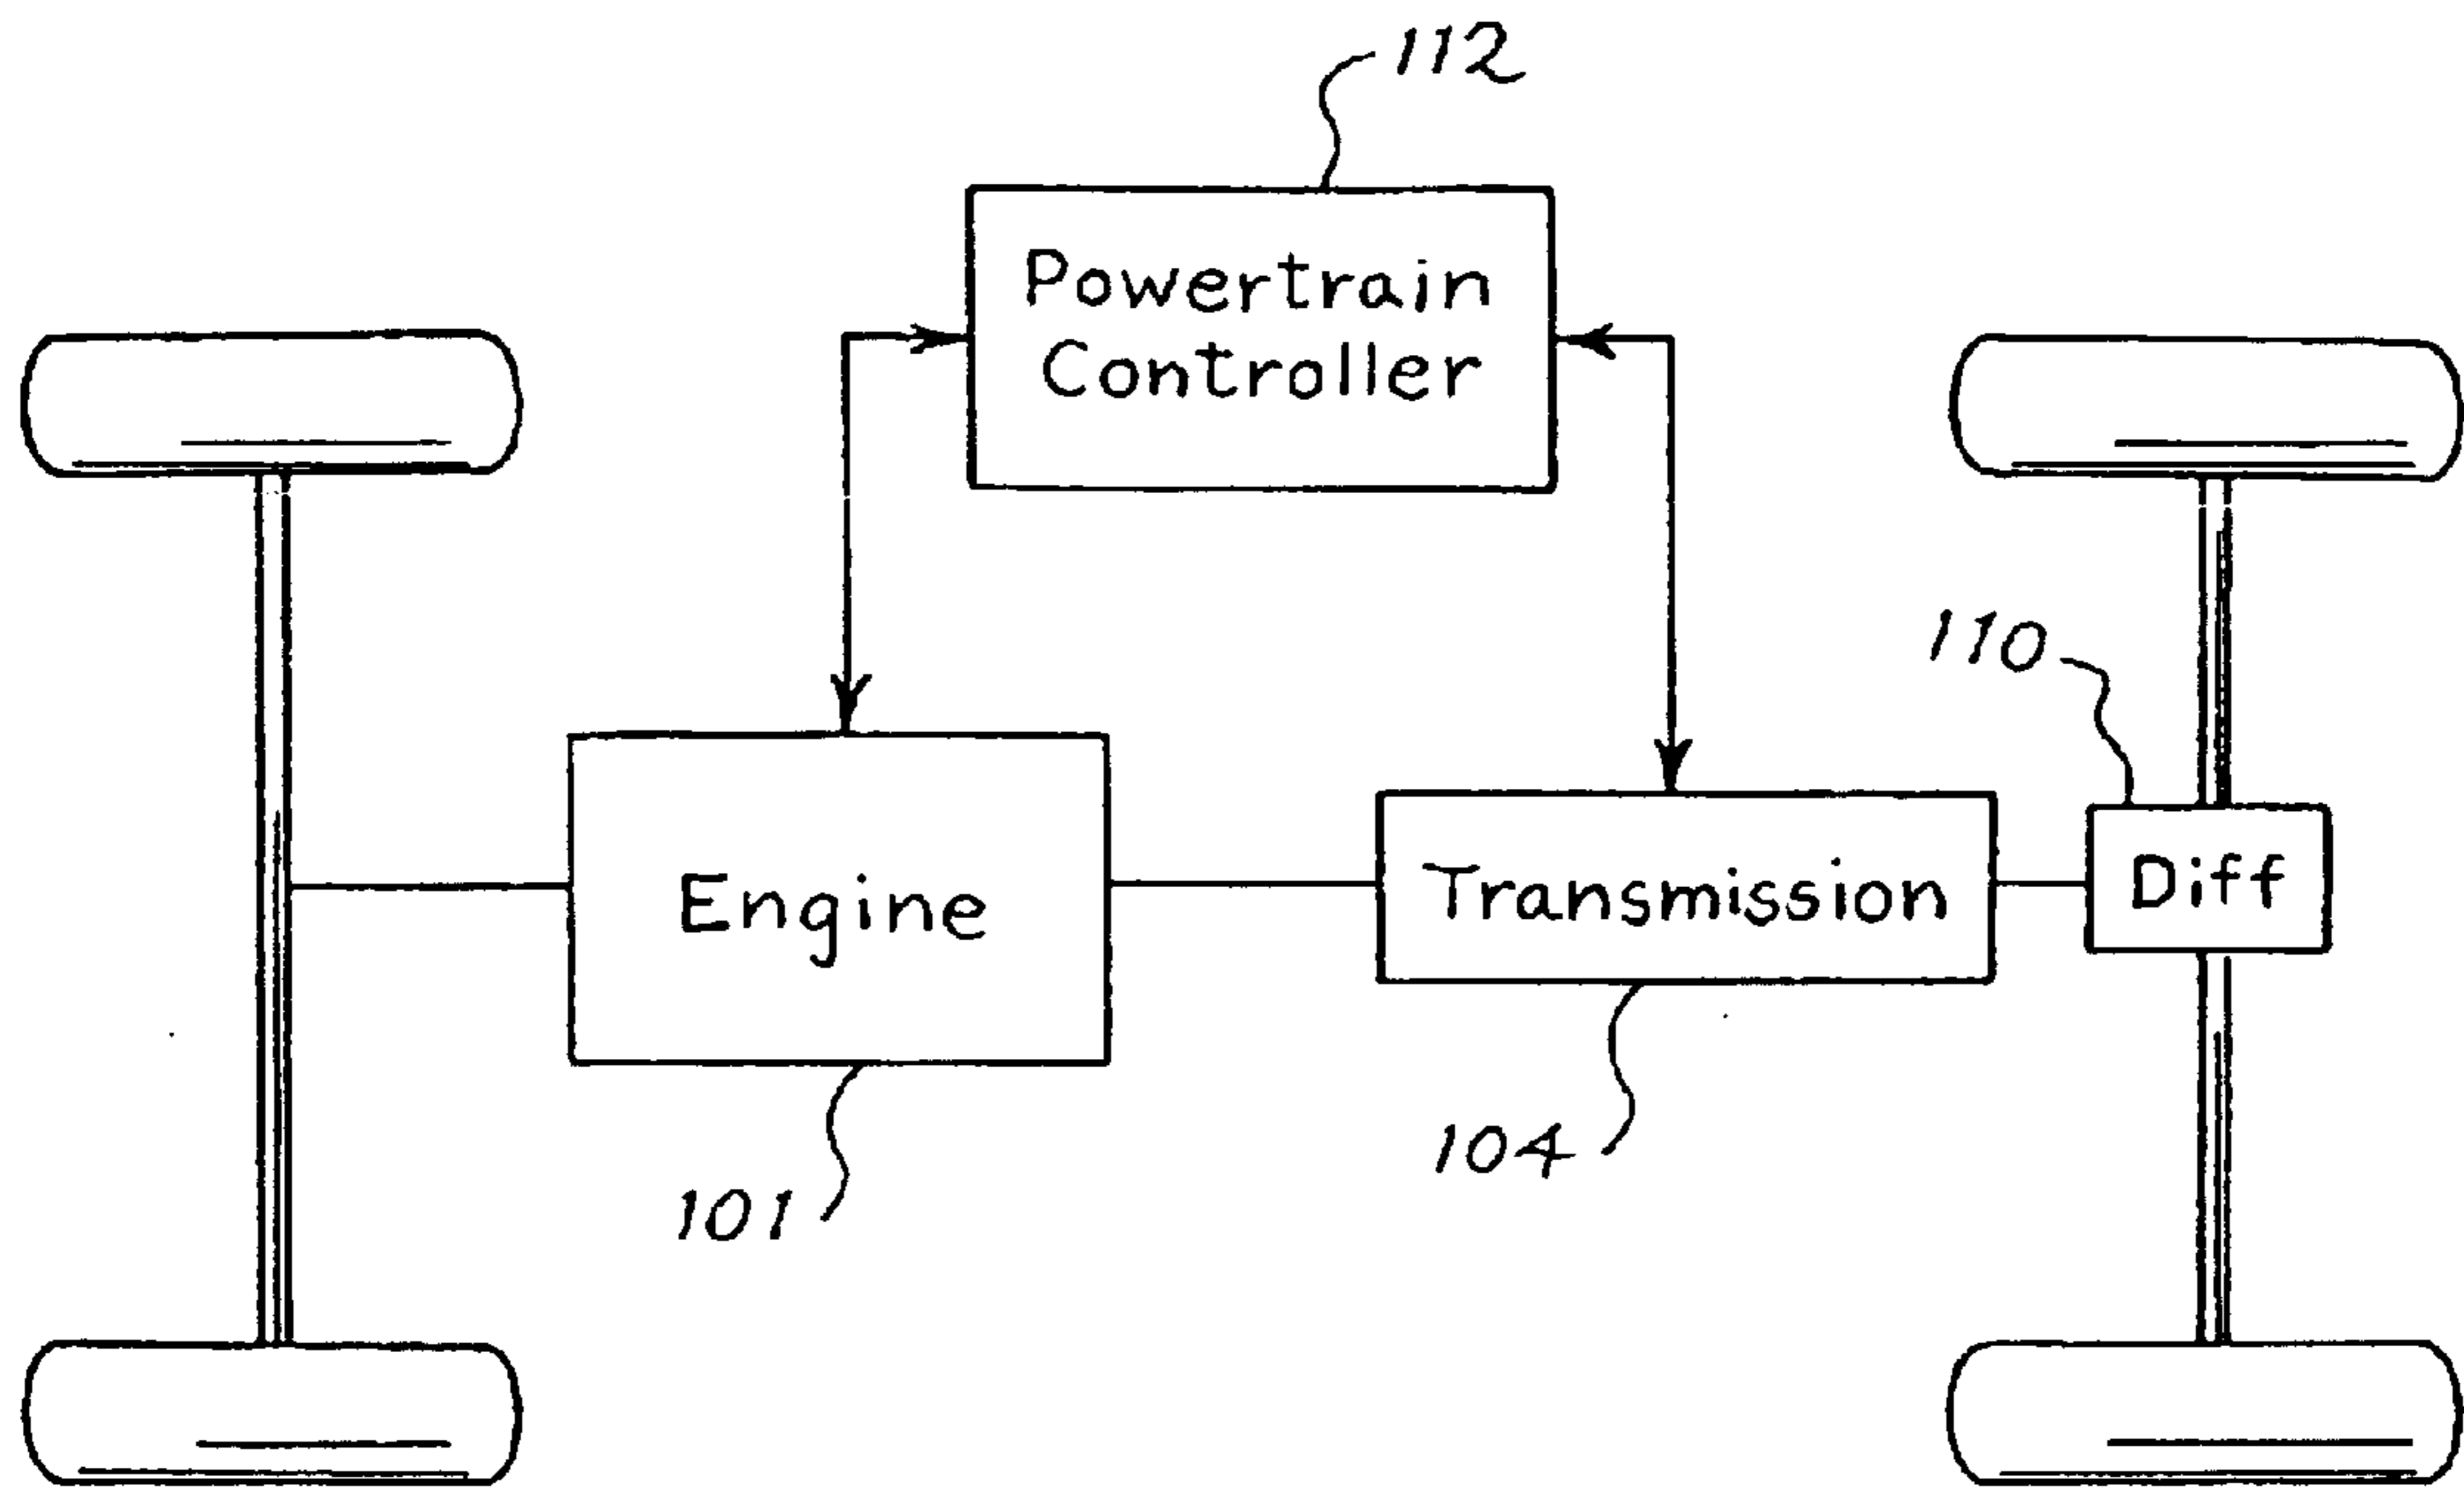 112
Powertrain
Controller
110
Engine
Transmission
Diff
104
101